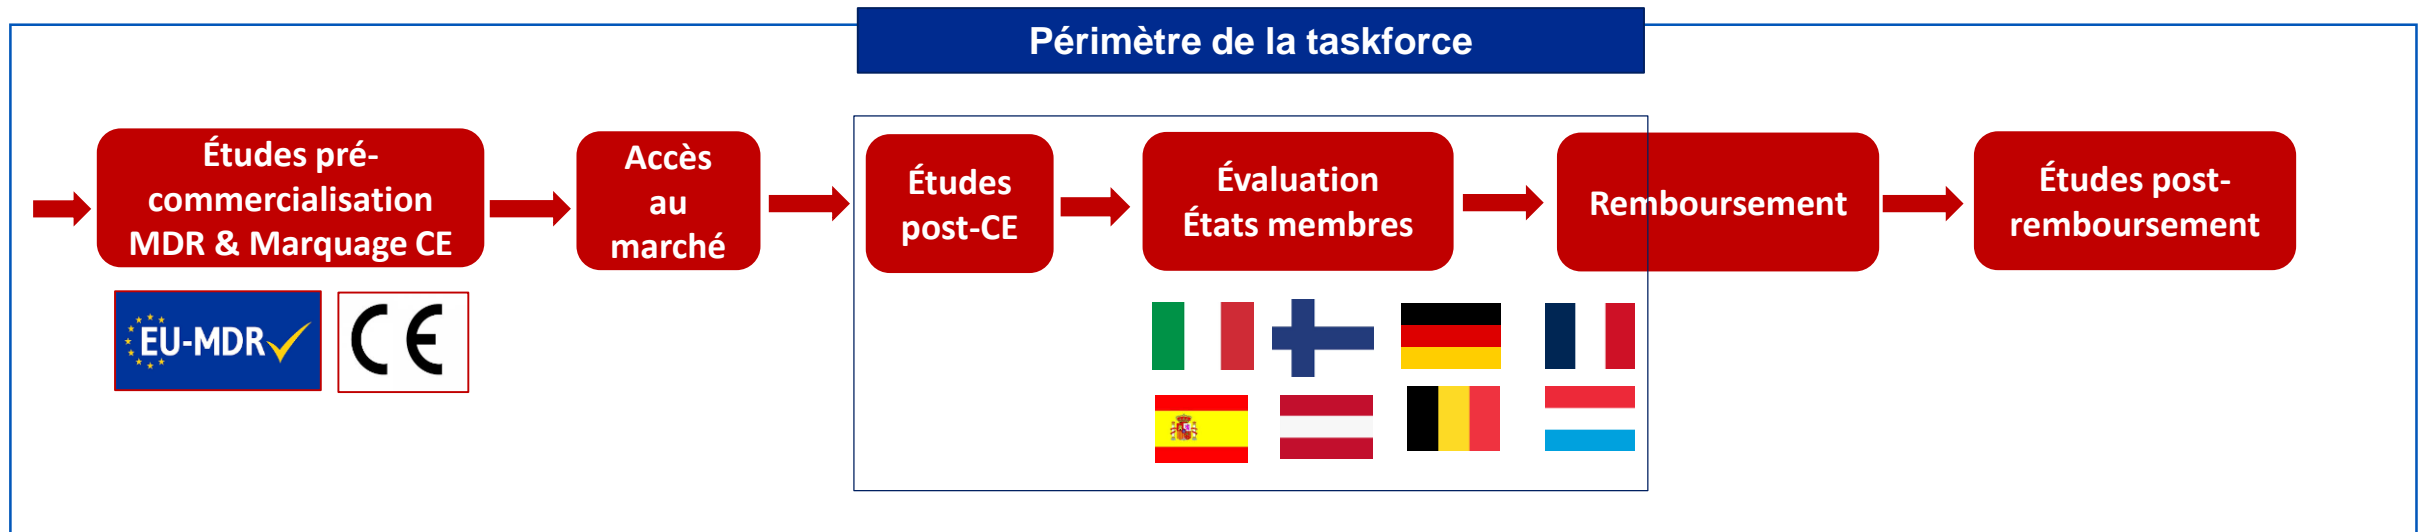 Périmètre de la taskforce
Études pré-
commercialisation
MDR & Marquage CE
Accès
au
marché
Études
post-CE
Évaluation
États membres
Remboursement
Études post-
remboursement
EU-MDR
CE